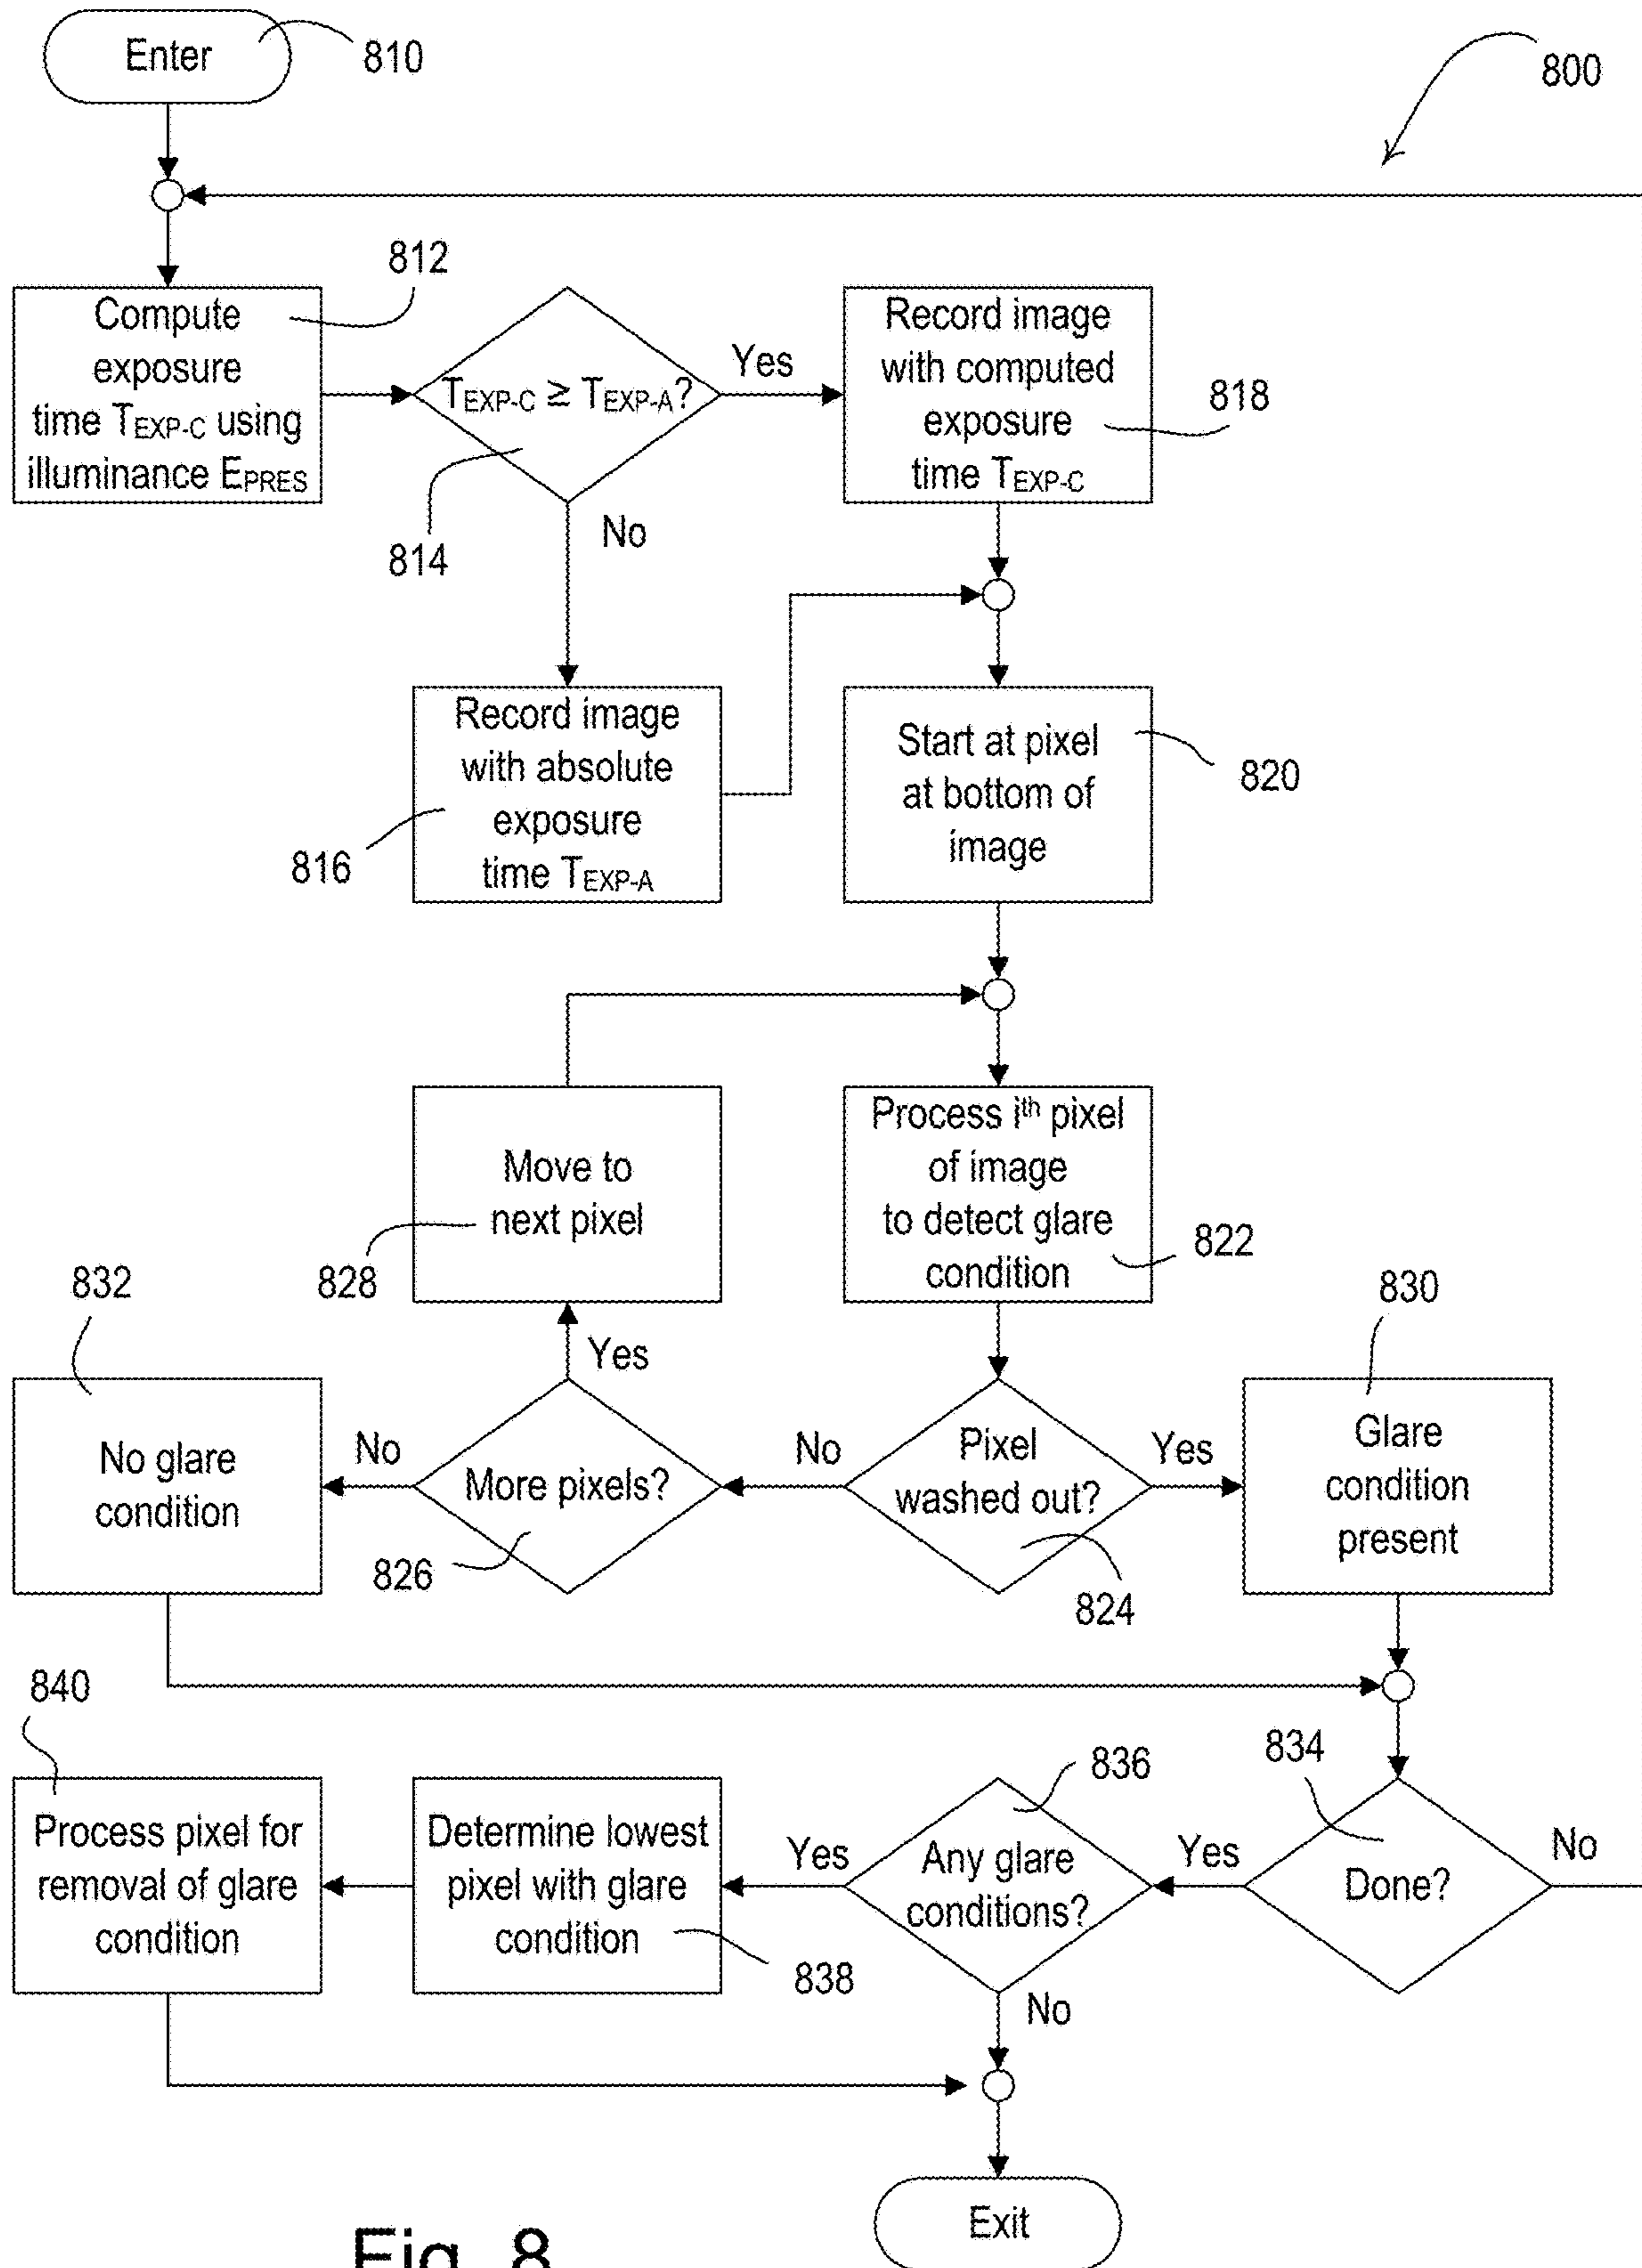 Enter
810
800
812
Compute
exposure
time TEXP-C using
illuminance EPRES
TEXP-C ≥ TEXP-A?
Yes
Record image
with computed
exposure
time TEXP-C
818
814
No
Record image
with absolute
exposure
time TEXP-A
816
Start at pixel
at bottom of
image
820
Move to
next pixel
828
Process ith pixel
of image
to detect glare
condition
822
832
830
Yes
No glare
condition
No
More pixels?
826
No
Pixel
washed out?
824
Yes
Glare
condition
present
840
836
834
Process pixel for
removal of glare
condition
Determine lowest
pixel with glare
condition
838
Yes
Any glare
conditions?
Yes
Done?
No
No
Exit
Fig. 8